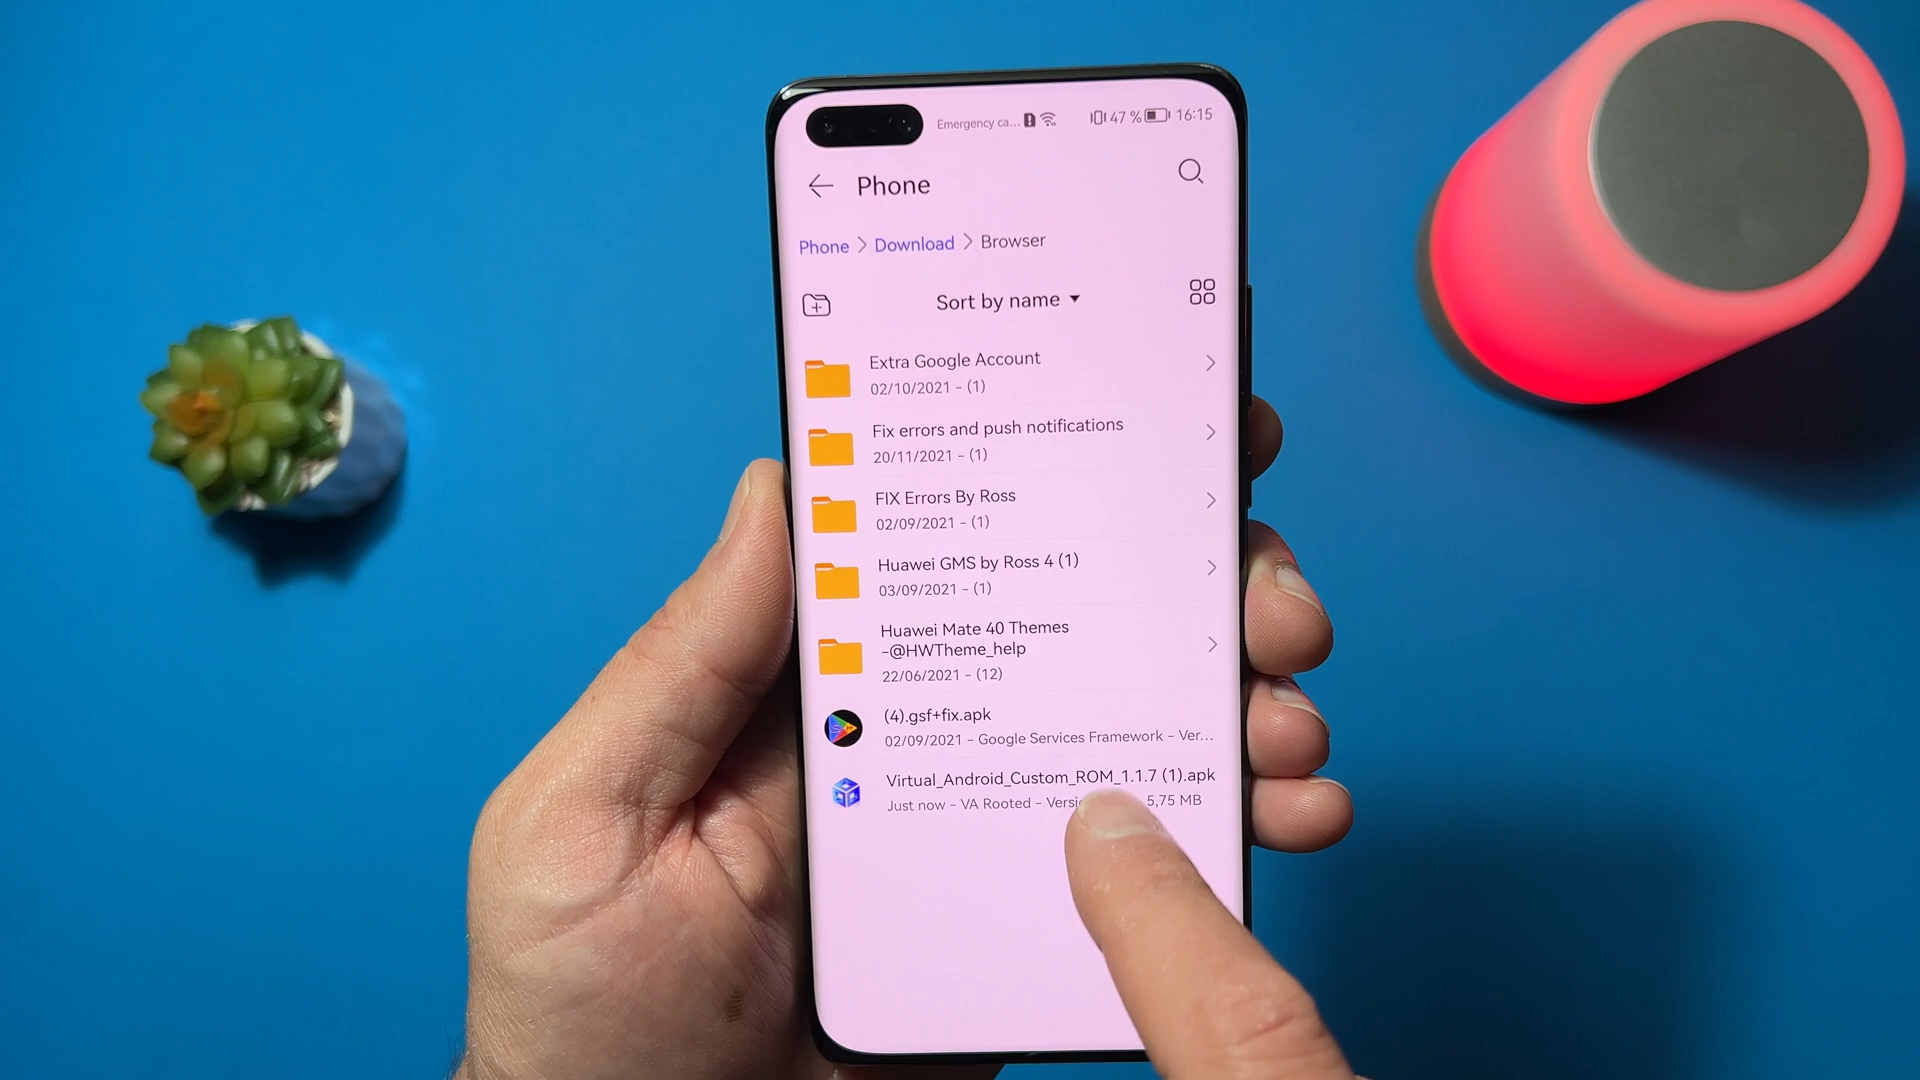 Emergency ca... 47 % 16:15
Phone
Phone > Download > Browser
Sort by name
Extra Google Account
02/10/2021 - (1)
Fix errors and push notifications
20/11/2021 - (1)
FIX Errors By Ross
02/09/2021 - (1)
Huawei GMS by Ross 4 (1)
03/09/2021 - (1)
Huawei Mate 40 Themes
-@HWTheme_help
22/06/2021 - (12)
(4).gsf+fix.apk
02/09/2021 - Google Services Framework - Ver...
Virtual_Android_Custom_ROM_1.1.7 (1).apk
Just now - VA Rooted - 5,75 MB